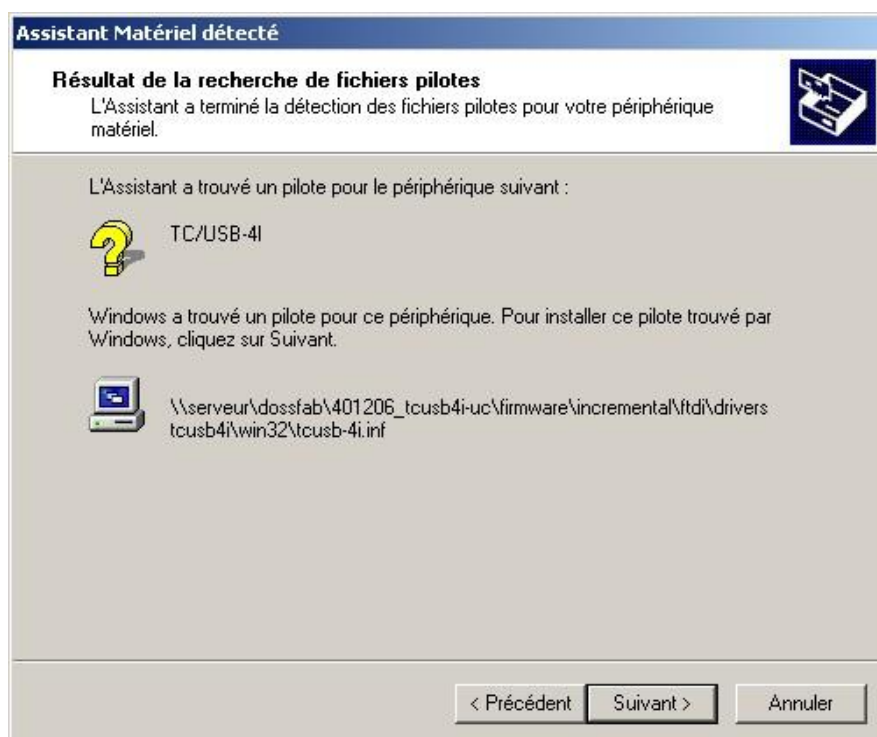 Assistant Matériel détecté
Résultat de la recherche de fichiers pilotes
L'Assistant a terminé la détection des fichiers pilotes pour votre périphérique
matériel.
L'Assistant a trouvé un pilote pour le périphérique suivant :
TC/USB-4I
Windows a trouvé un pilote pour ce périphérique. Pour installer ce pilote trouvé par
Windows, cliquez sur Suivant.
\\serveur\dossfab\401206_tcusb4i-uc\firmware\incremental\ftdi\drivers
tcusb4i\win32\tcusb-4i.inf
< Précédent Suivant > Annuler